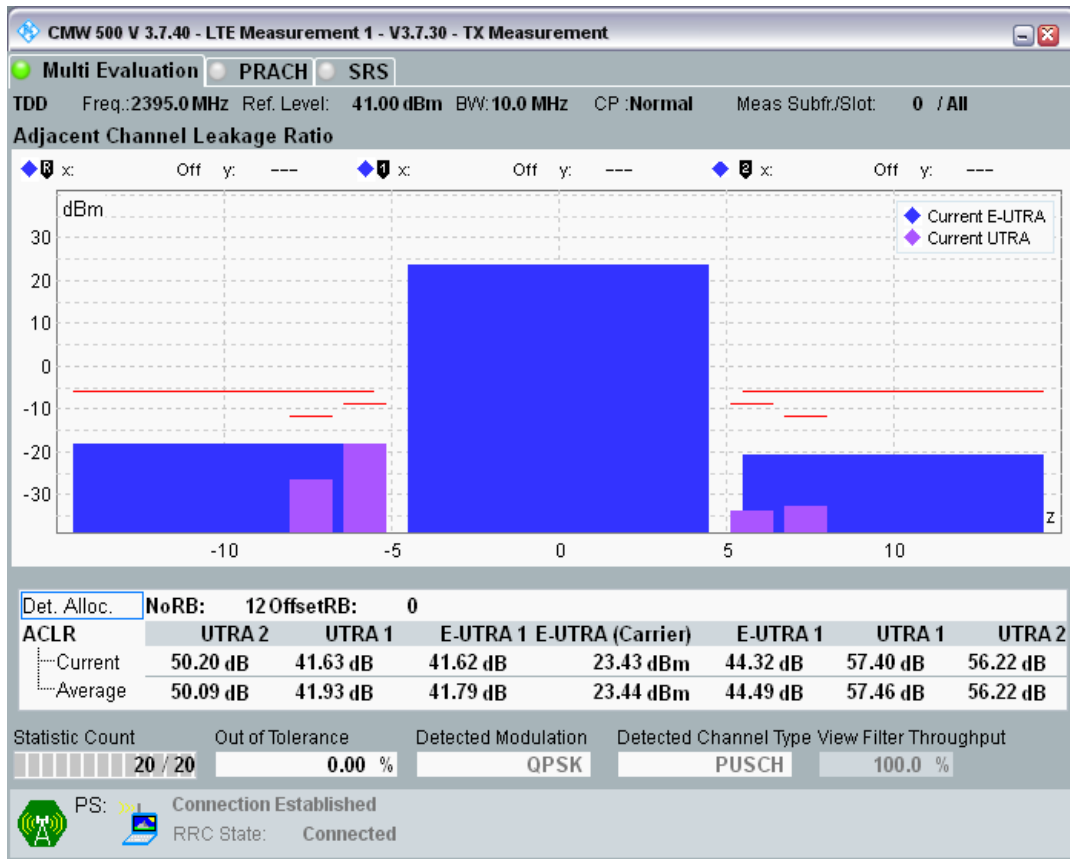 CMW 500 V 3.7.40 - LTE Measurement 1 - V3.7.30 - TX Measurement
Multi Evaluation PRACH SRS
TDD Freq.:2395.0 MHz Ref. Level: 41.00 dBm BW:10.0 MHz CP :Normal Meas Subfr./Slot: 0 / All
Adjacent Channel Leakage Ratio
R x: Off y: --- 1 x: Off y: --- 2 x: Off y: ---
dBm
Current E-UTRA
Current UTRA
30
20
10
0
-10
-20
-30
z
-10 -5 0 5 10
Det. Alloc. NoRB: 12 OffsetRB: 0
ACLR UTRA 2 UTRA 1 E-UTRA 1 E-UTRA (Carrier) E-UTRA 1 UTRA 1 UTRA 2
Current 50.20 dB 41.63 dB 41.62 dB 23.43 dBm 44.32 dB 57.40 dB 56.22 dB
Average 50.09 dB 41.93 dB 41.79 dB 23.44 dBm 44.49 dB 57.46 dB 56.22 dB
Statistic Count Out of Tolerance Detected Modulation Detected Channel Type View Filter Throughput
20 / 20 0.00 % QPSK PUSCH 100.0 %
PS: Connection Established
RRC State: Connected